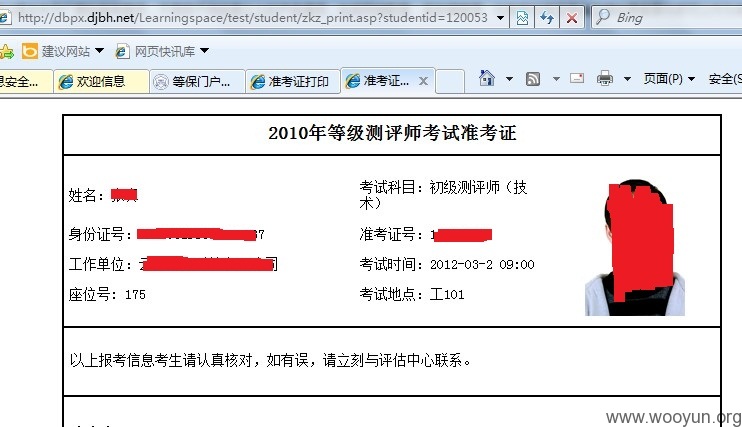 http://dbpx.djbh.net/Learningspace/test/student/zkz_print.asp?studentid=120053
Bing
建议网站 网页快讯库
息安全... 欢迎信息 等保门户... 准考证打印 准考证... 页面(P) 安全(S
2010年等级测评师考试准考证
姓名: 考试科目: 初级测评师(技
术)
身份证号: 7 准考证号: 1
工作单位: 司 考试时间: 2012-03-2 09:00
座位号: 175 考试地点: 工101
以上报考信息考生请认真核对,如有误,请立刻与评估中心联系。
www.wooyun.org